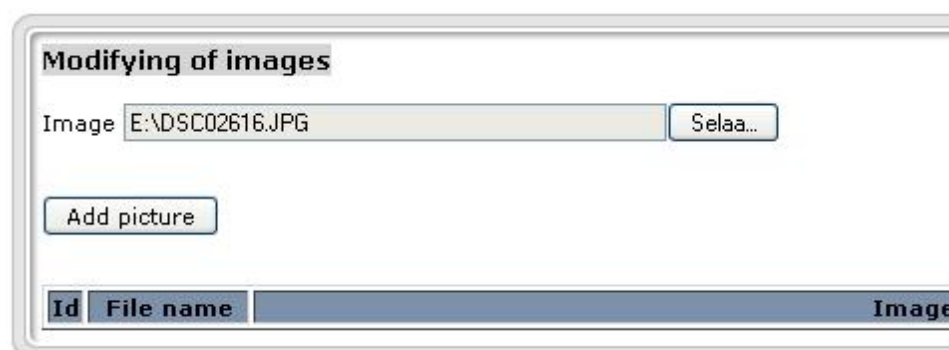 Modifying of images
Image E:\DSC02616.JPG Selaa...
Add picture
Id File name Image